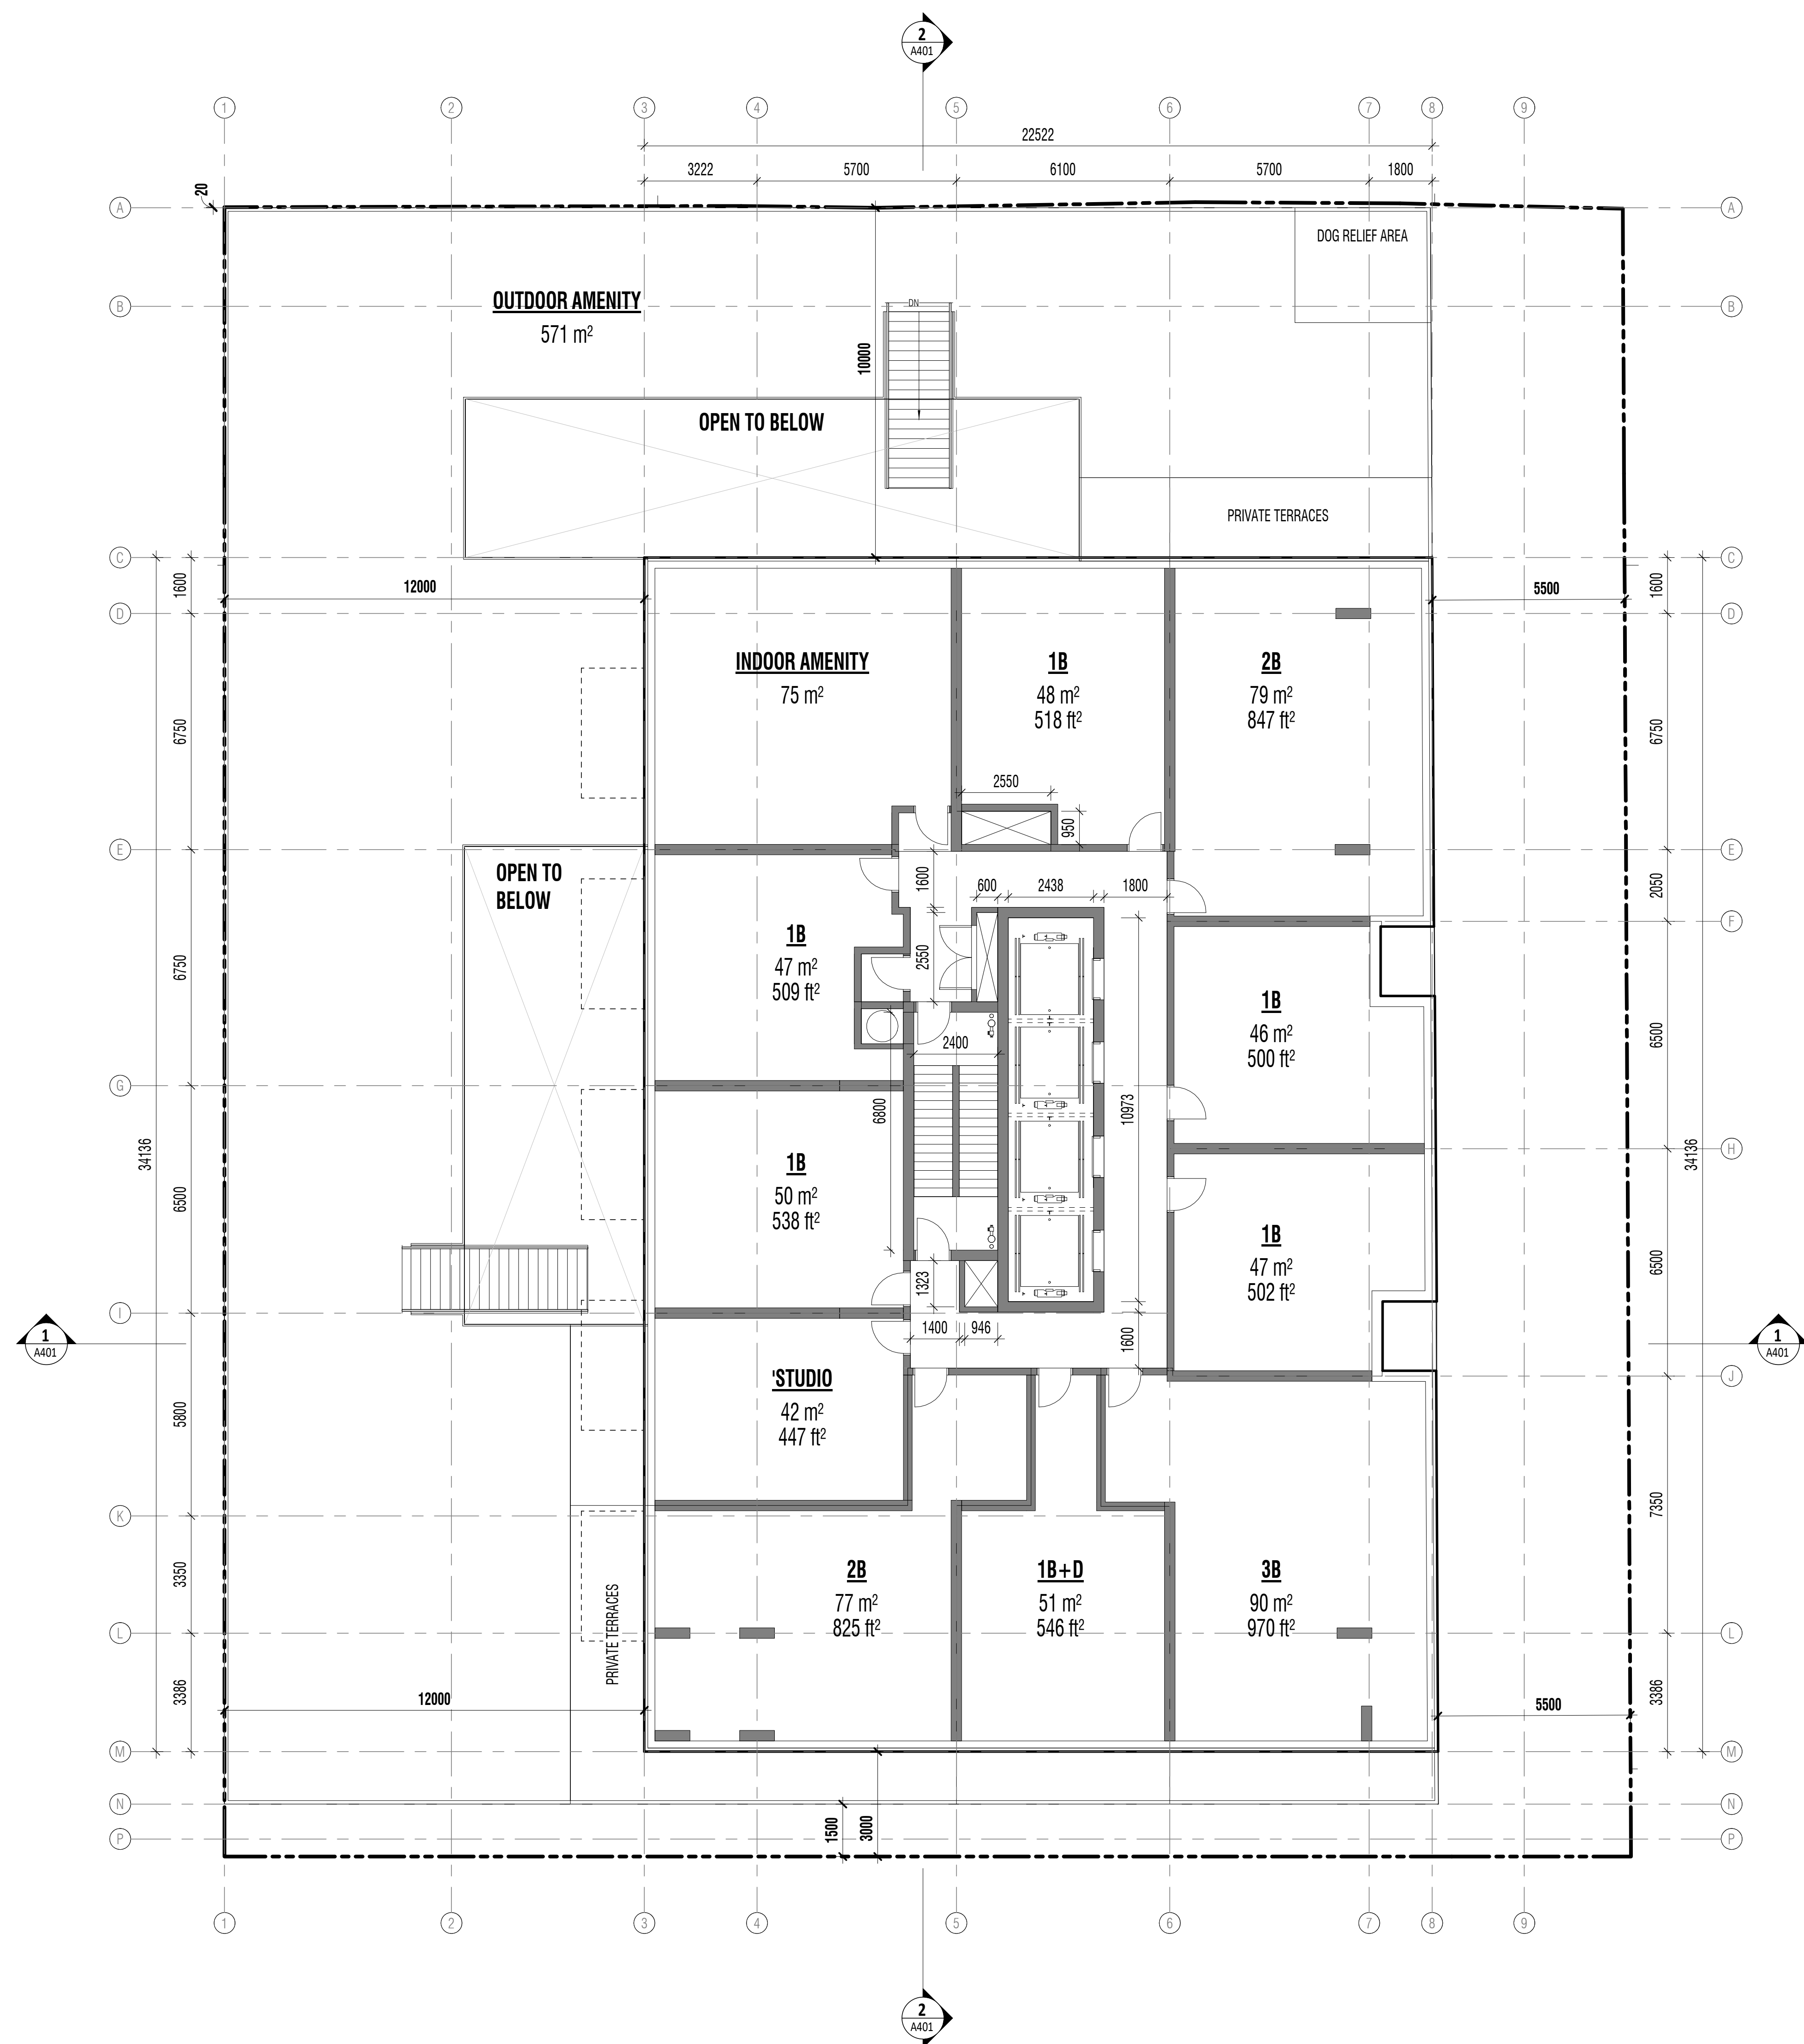 2
A401
1
2
3
4
5
6
7
8
9
22522
3222
5700
6100
5700
1800
20
A
A
DOG RELIEF AREA
OUTDOOR AMENITY
571 m²
B
B
DN
10000
OPEN TO BELOW
PRIVATE TERRACES
C
C
1600
12000
5500
1600
D
D
INDOOR AMENITY
75 m²
1B
48 m²
518 ft²
2B
79 m²
847 ft²
6750
6750
2550
950
E
E
OPEN TO
BELOW
1600
600
2438
1800
2050
F
1B
47 m²
509 ft²
2550
6750
1B
46 m²
500 ft²
6500
2400
G
6800
10973
34136
34136
H
1B
50 m²
538 ft²
6500
1B
47 m²
502 ft²
6500
1323
I
1400
946
1600
1
A401
1
A401
J
'STUDIO
42 m²
447 ft²
5800
K
7350
3350
2B
77 m²
825 ft²
1B+D
51 m²
546 ft²
3B
90 m²
970 ft²
PRIVATE TERRACES
L
L
3386
12000
5500
3386
M
M
N
N
1500
3000
P
P
1
2
3
4
5
6
7
8
9
2
A401